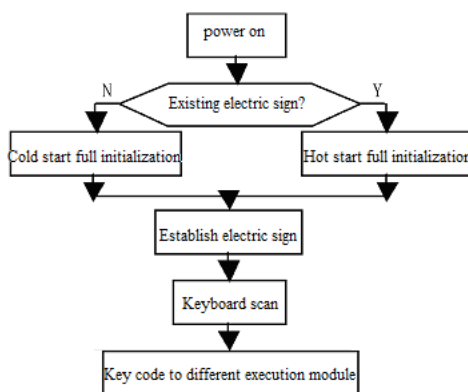 power on
N
Y
Existing electric sign?
Cold start full initialization
Hot start full initialization
Establish electric sign
Keyboard scan
Key code to different execution module